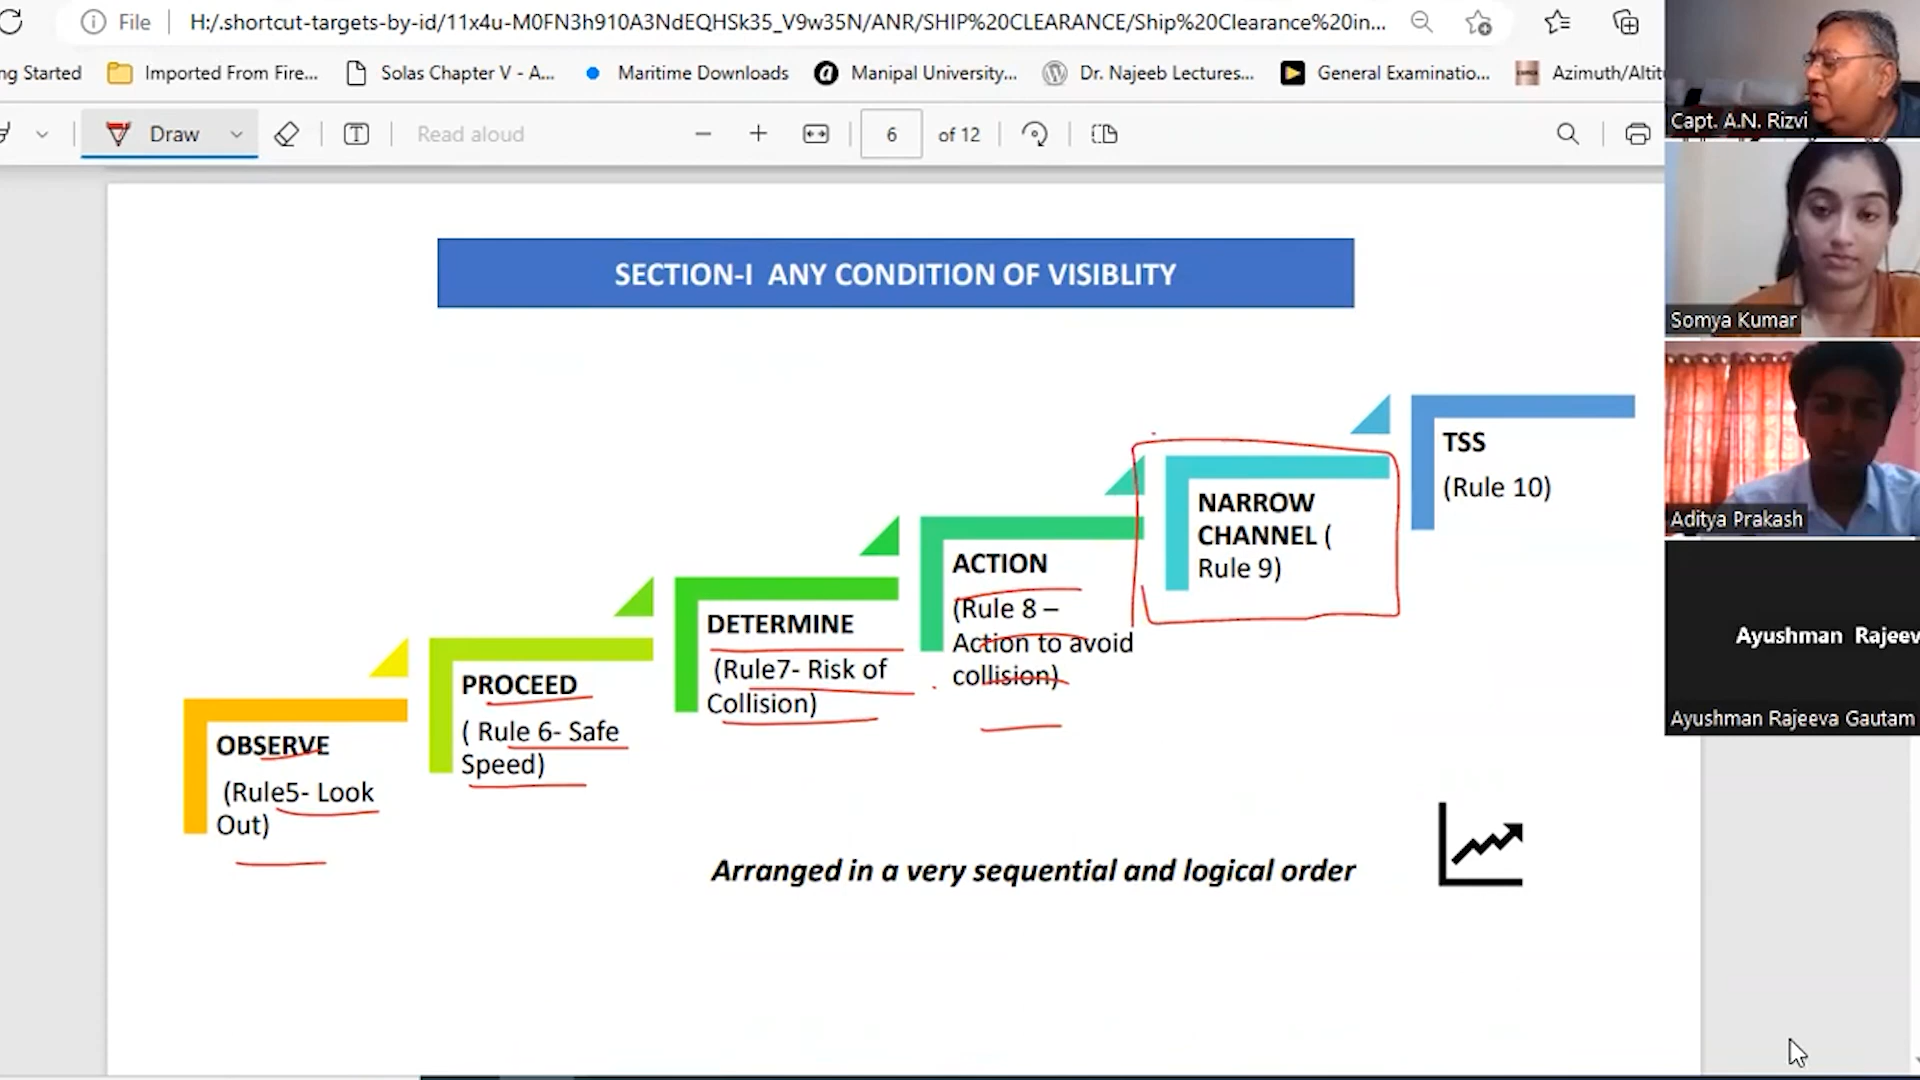 File
H:/.shortcut-targets-by-id/11x4u-M0FN3h910A3NdEQHSk35_V9w35N/ANR/SHIP%20CLEARANCE/Ship%20Clearance%20in...
ng Started
Imported From Fire...
Solas Chapter V - A...
Maritime Downloads
Manipal University...
Dr. Najeeb Lectures...
General Examinatio...
Azimuth/Altit
Draw
Read aloud
6
of 12
Capt. A.N. Rizvi
Somya Kumar
Aditya Prakash
Ayushman Rajeev
Ayushman Rajeeva Gautam
SECTION-I ANY CONDITION OF VISIBLITY
OBSERVE
(Rule5- Look
Out)
PROCEED
( Rule 6- Safe
Speed)
DETERMINE
(Rule7- Risk of
Collision)
ACTION
(Rule 8 –
Action to avoid
collision)
NARROW
CHANNEL (
Rule 9)
TSS
(Rule 10)
Arranged in a very sequential and logical order